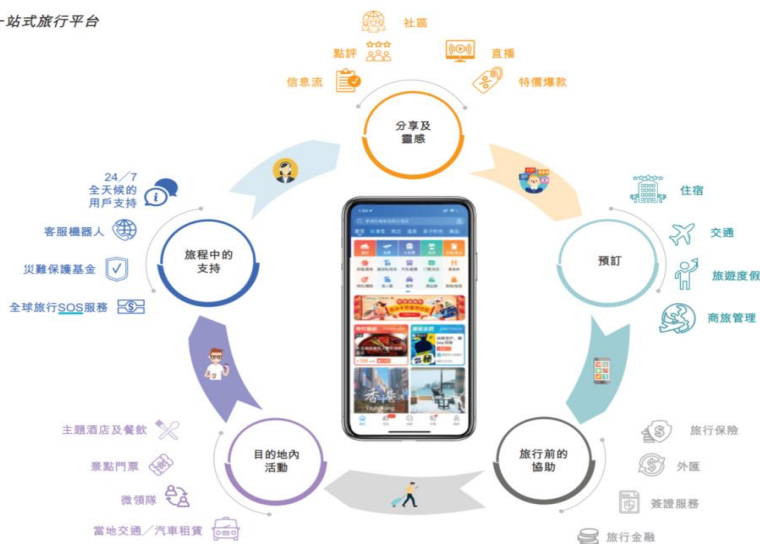 一站式旅行平台
社區
點評
直播
信息流
特價爆款
分享及
靈感
24／7
全天候的
用戶支持
客服機器人
災難保護基金
全球旅行SOS服務
旅程中的
支持
預訂
住宿
交通
旅遊度假
商旅管理
主題酒店及餐飲
景點門票
微領隊
當地交通／汽車租賃
目的地內
活動
旅行前的
協助
旅行保險
外匯
簽證服務
旅行金融
香港
HongKong